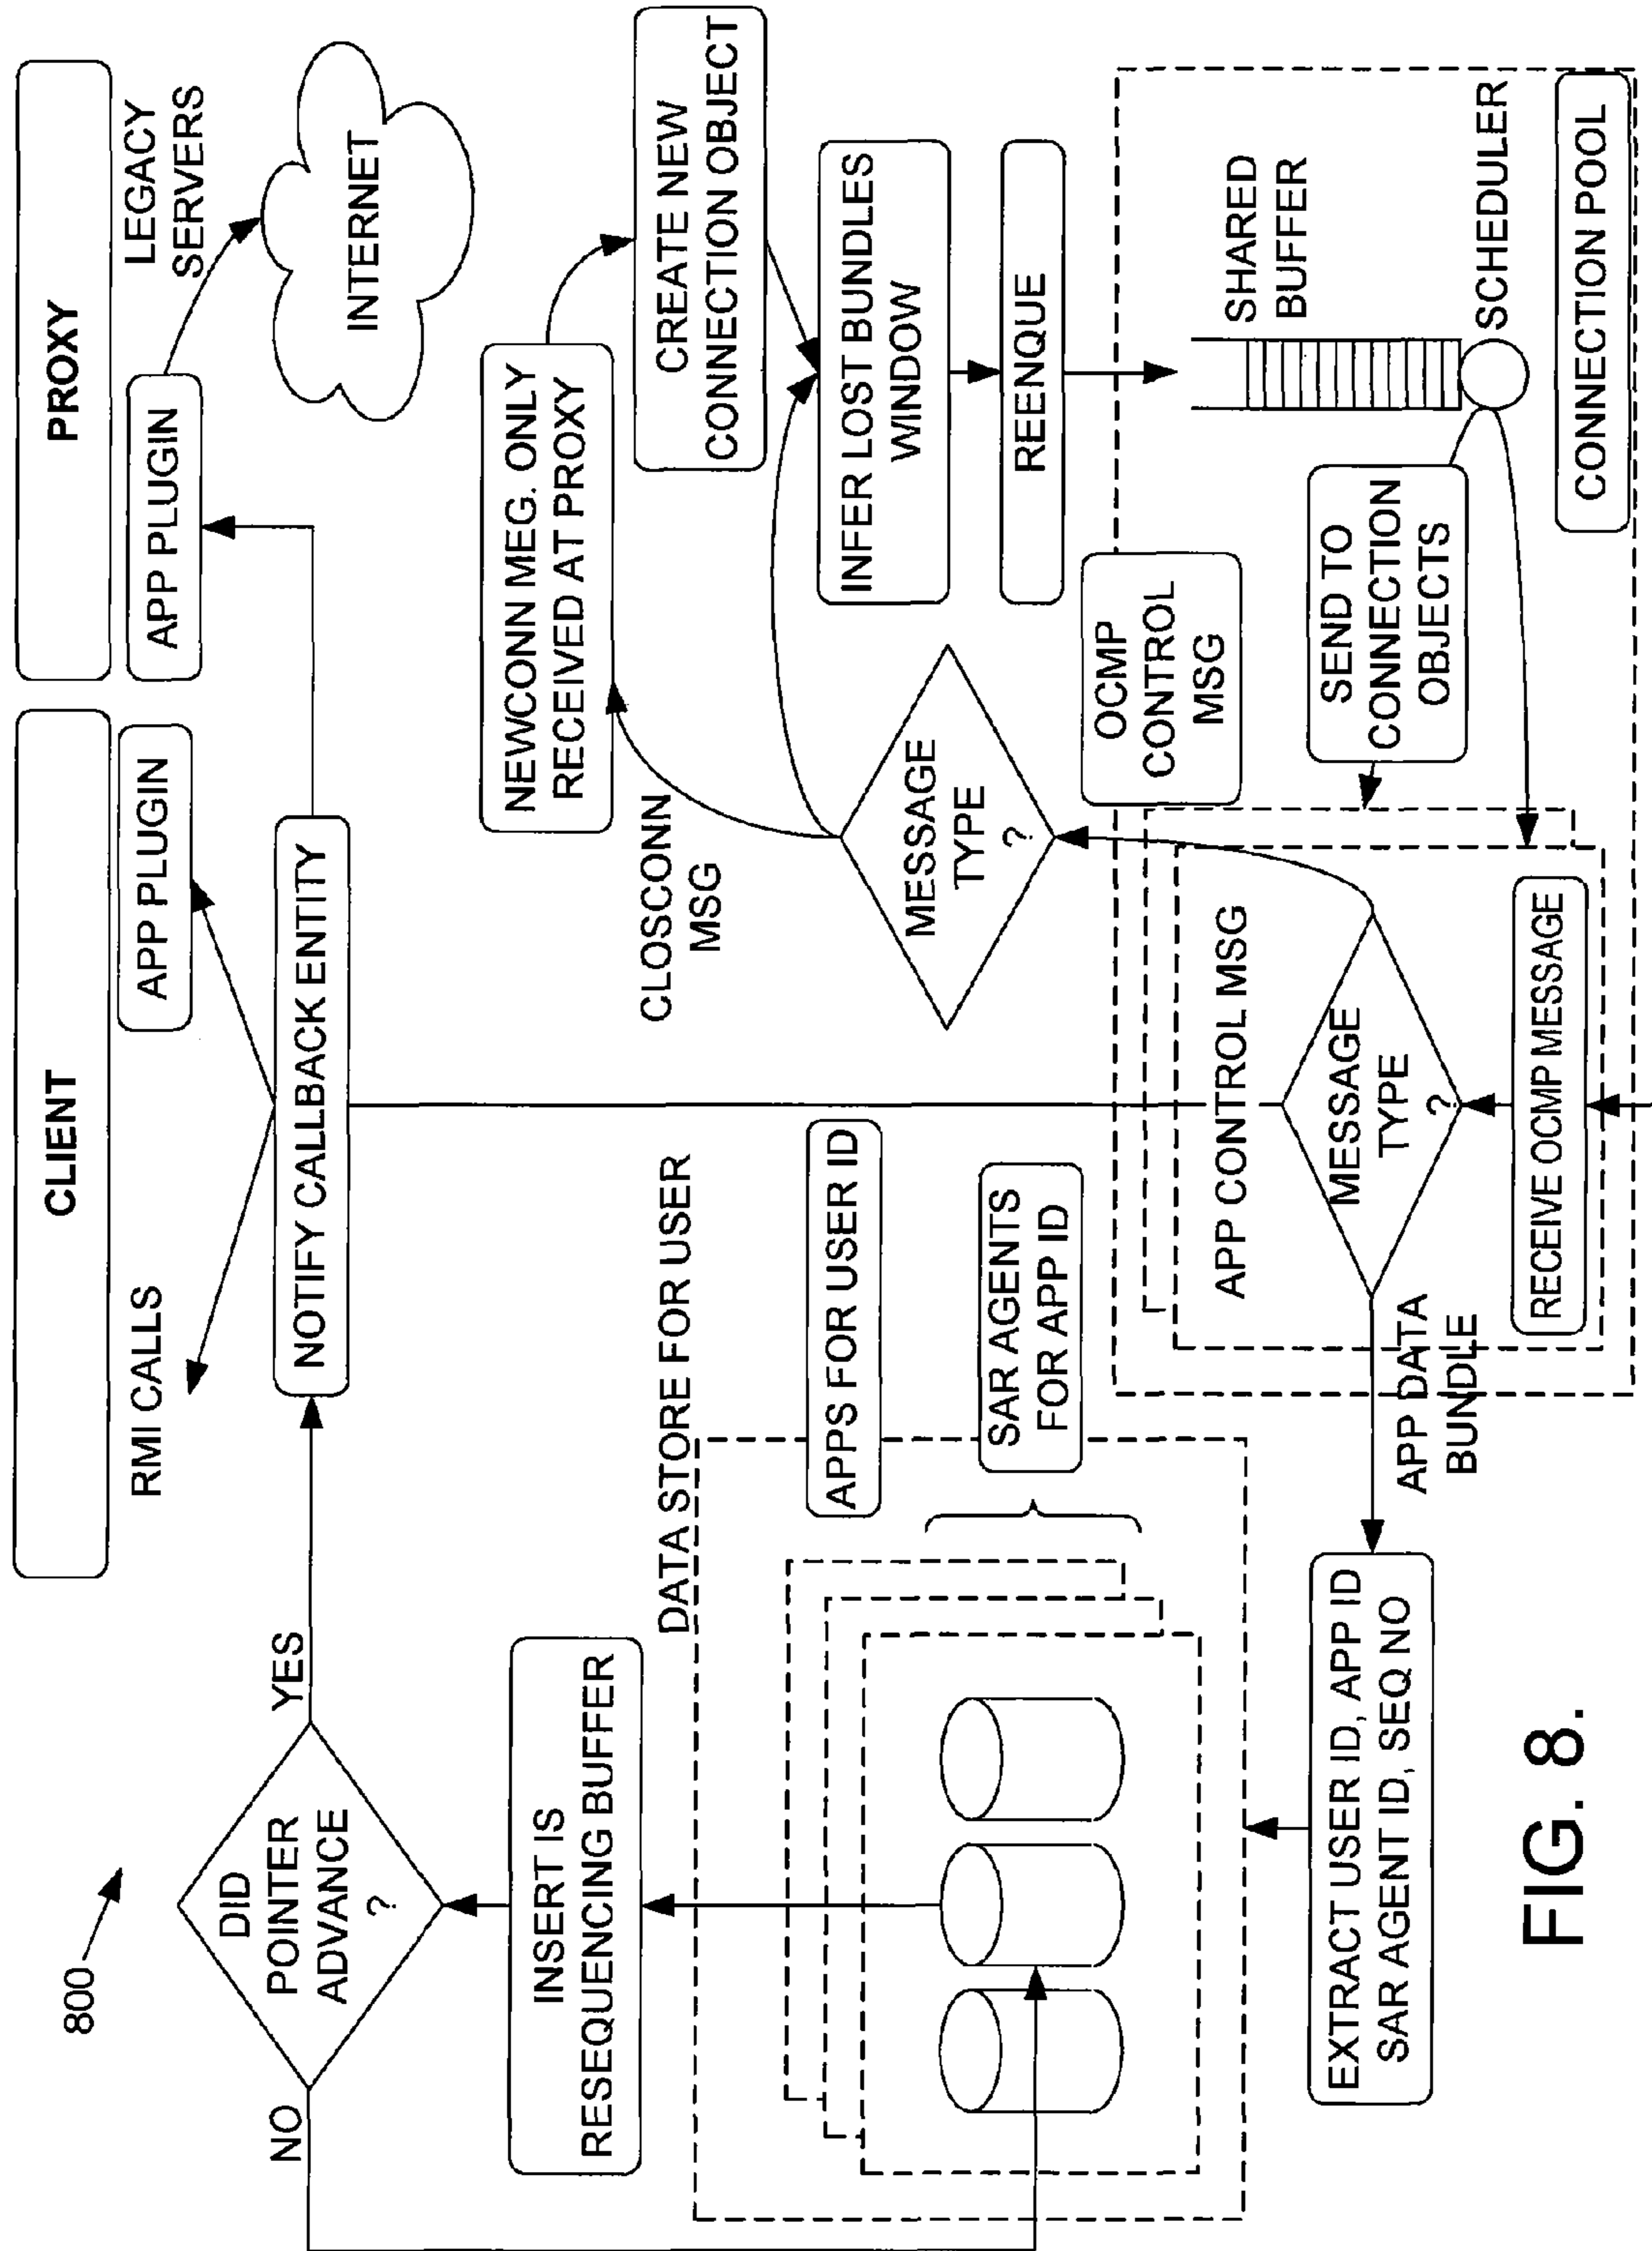 800
CLIENT
PROXY
RMI CALLS
APP PLUGIN
APP PLUGIN
LEGACY
SERVERS
INTERNET
NO
DID
POINTER
ADVANCE
?
YES
NOTIFY CALLBACK ENTITY
INSERT IS
RESEQUENCING BUFFER
CLOSCONN
MSG
NEWCONN MEG. ONLY
RECEIVED AT PROXY
CREATE NEW
CONNECTION OBJECT
DATA STORE FOR USER
APPS FOR USER ID
SAR AGENTS
FOR APP ID
MESSAGE
TYPE
?
INFER LOST BUNDLES
WINDOW
REENQUE
OCMP
CONTROL
MSG
SHARED
BUFFER
SCHEDULER
APP CONTROL MSG
SEND TO
CONNECTION
OBJECTS
MESSAGE
TYPE
?
APP DATA
BUNDLE
EXTRACT USER ID, APP ID
SAR AGENT ID, SEQ NO
RECEIVE OCMP MESSAGE
CONNECTION POOL
FIG. 8.